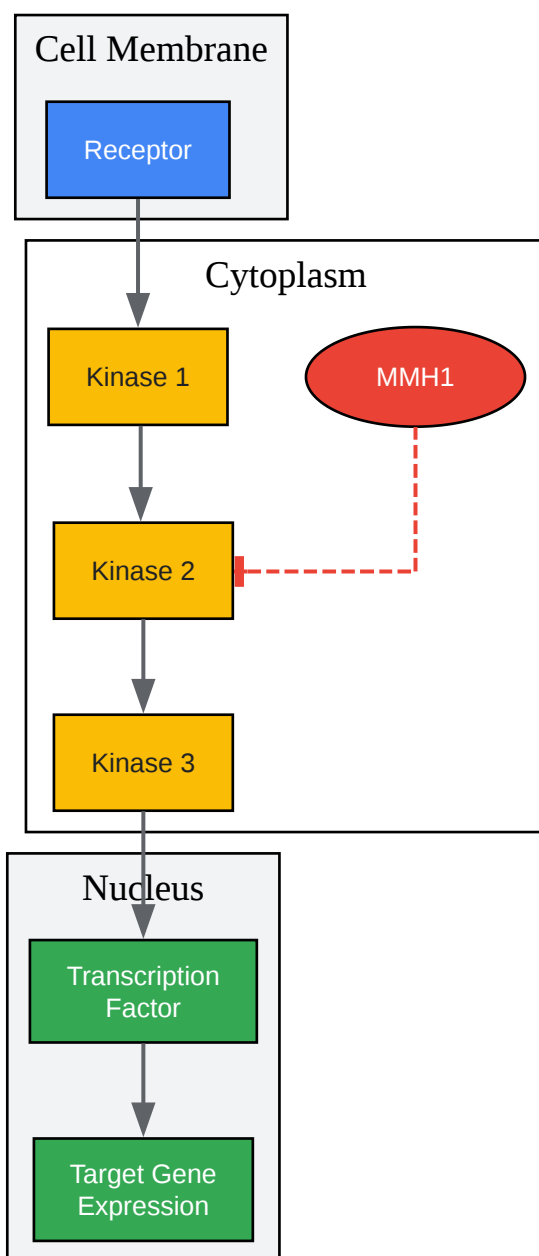 Cell Membrane
Receptor
Cytoplasm
Kinase 1
MMH1
Kinase 2
Kinase 3
Nucleus
Transcription
Factor
Target Gene
Expression